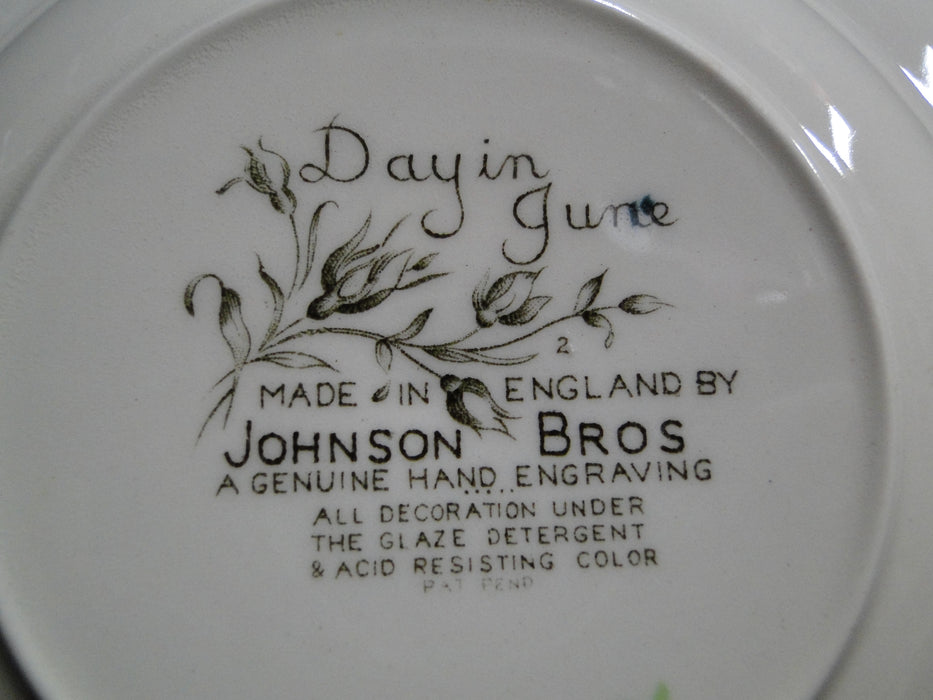 Day in
June
2
MADE IN ENGLAND BY
JOHNSON BROS
A GENUINE HAND ENGRAVING
ALL DECORATION UNDER
THE GLAZE DETERGENT
& ACID RESISTING COLOR
PAT PEND